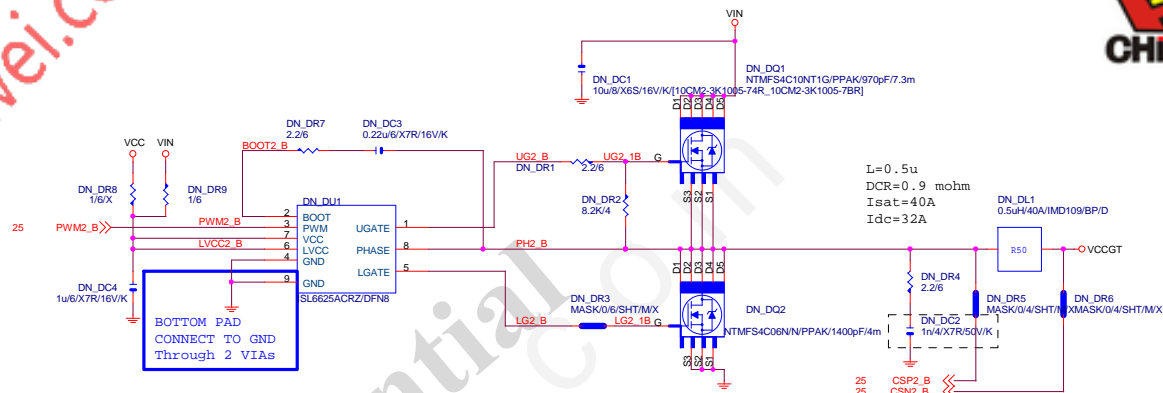 vei.c
CHi
VIN
DN_DC1
10u/8/X6S/16V/K/[10CM2-3K1005-74R_10CM2-3K1005-7BR]
DN_DQ1
NTMFS4C10NT1G/PPAK/970pF/7.3m
D1 D2 D3 D4 D5
DN_DR7
2.2/6
DN_DC3
0.22u/6/X7R/16V/K
VCC VIN
BOOT2_B
UG2_B
DN_DR1
2.2/6
UG2_1B
G
S3 S2 S1
DN_DR8
1/6/X
DN_DR9
1/6
DN_DR2
8.2K/4
L=0.5u
DCR=0.9 mohm
Isat=40A
Idc=32A
DN_DL1
0.5uH/40A/IMD109/BP/D
DN_DU1
25 PWM2_B
PWM2_B
LVCC2_B
2 BOOT
3 PWM
7 VCC
6 LVCC
4 GND
9 GND
UGATE 1
PHASE 8
LGATE 5
SL6625ACRZ/DFN8
PH2_B
R50
VCCGT
D1 D2 D3 D4 D5
DN_DC4
1u/6/X7R/16V/K
BOTTOM PAD
CONNECT TO GND
Through 2 VIAs
DN_DR3
MASK/0/6/SHT/M/X
LG2_B
LG2_1B
G
DN_DQ2
NTMFS4C06N/N/PPAK/1400pF/4m
S3 S2 S1
DN_DR4
2.2/6
DN_DC2
1n/4/X7R/50V/K
DN_DR5
MASK/0/4/SHT/M/X
DN_DR6
MASK/0/4/SHT/M/X
25 CSP2_B
25 CSN2_B
ential
com